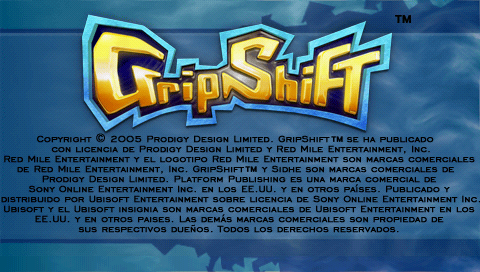 GripShift™
Copyright © 2005 Prodigy Design Limited. GripShift™ se ha publicado
con licencia de Prodigy Design Limited y Red Mile Entertainment, Inc.
Red Mile Entertainment y el logotipo Red Mile Entertainment son marcas comerciales
de Red Mile Entertainment, Inc. GripShift™ y Sidhe son marcas comerciales de
Prodigy Design Limited. Platform Publishing es una marca comercial de
Sony Online Entertainment Inc. en los EE.UU. y en otros países. Publicado y
distribuido por Ubisoft Entertainment sobre licencia de Sony Online Entertainment Inc.
Ubisoft y el Ubisoft insignia son marcas comerciales de Ubisoft Entertainment en los
EE.UU. y en otros paises. Las demás marcas comerciales son propiedad de
sus respectivos dueños. Todos los derechos reservados.